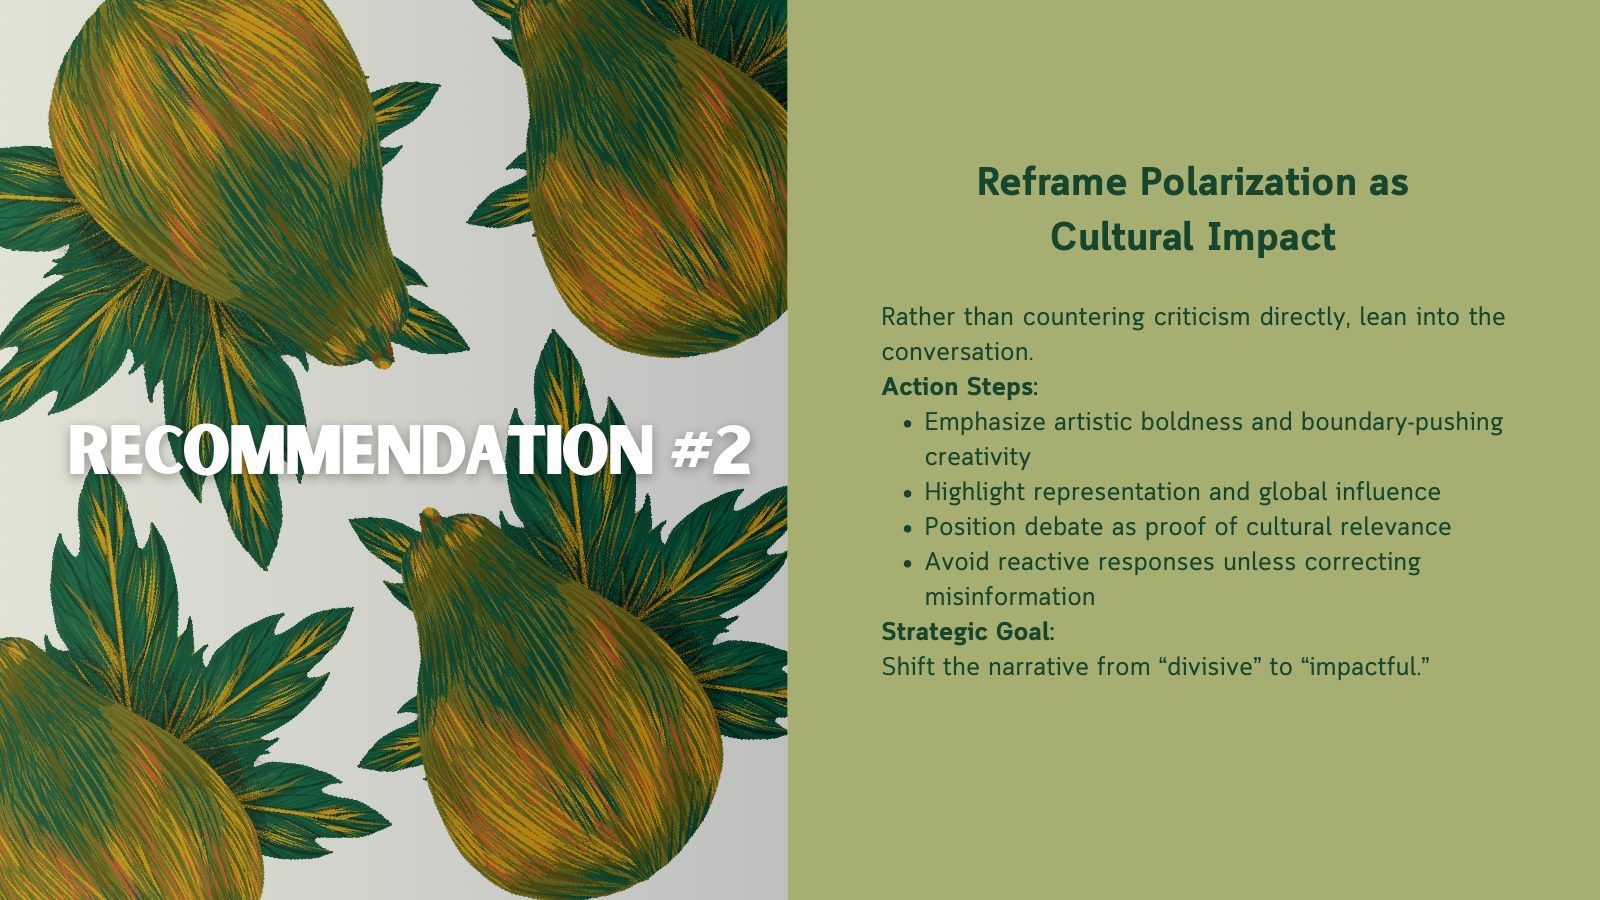 RECOMMENDATION #2
Reframe Polarization as
Cultural Impact
Rather than countering criticism directly, lean into the
conversation.
Action Steps:
• Emphasize artistic boldness and boundary-pushing
creativity
• Highlight representation and global influence
• Position debate as proof of cultural relevance
• Avoid reactive responses unless correcting
misinformation
Strategic Goal:
Shift the narrative from “divisive” to “impactful.”